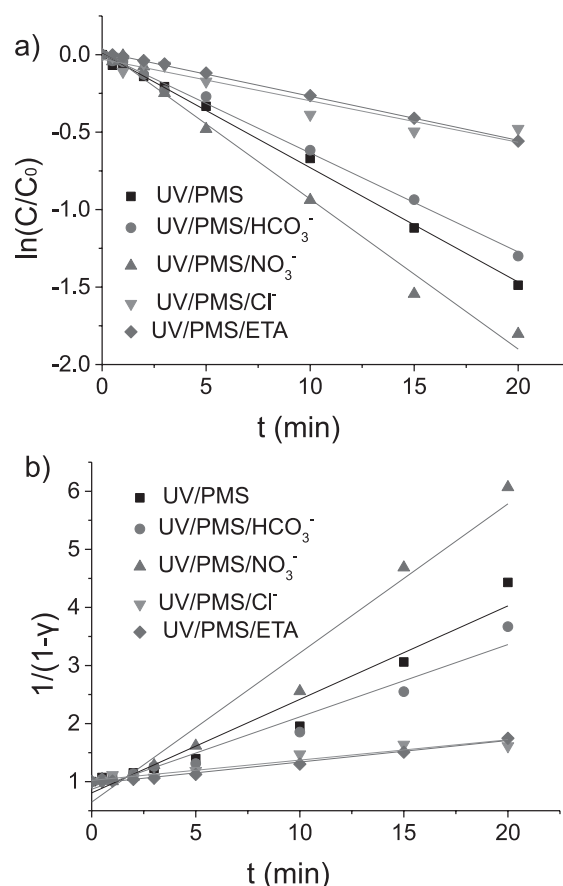 a)
0.0
-0.5
-1.0
-1.5
-2.0
ln(C/C₀)
UV/PMS
UV/PMS/HCO₃⁻
UV/PMS/NO₃⁻
UV/PMS/Cl⁻
UV/PMS/ETA
0 5 10 15 20
t (min)
b)
6
5
4
3
2
1
1/(1-γ)
UV/PMS
UV/PMS/HCO₃⁻
UV/PMS/NO₃⁻
UV/PMS/Cl⁻
UV/PMS/ETA
0 5 10 15 20
t (min)